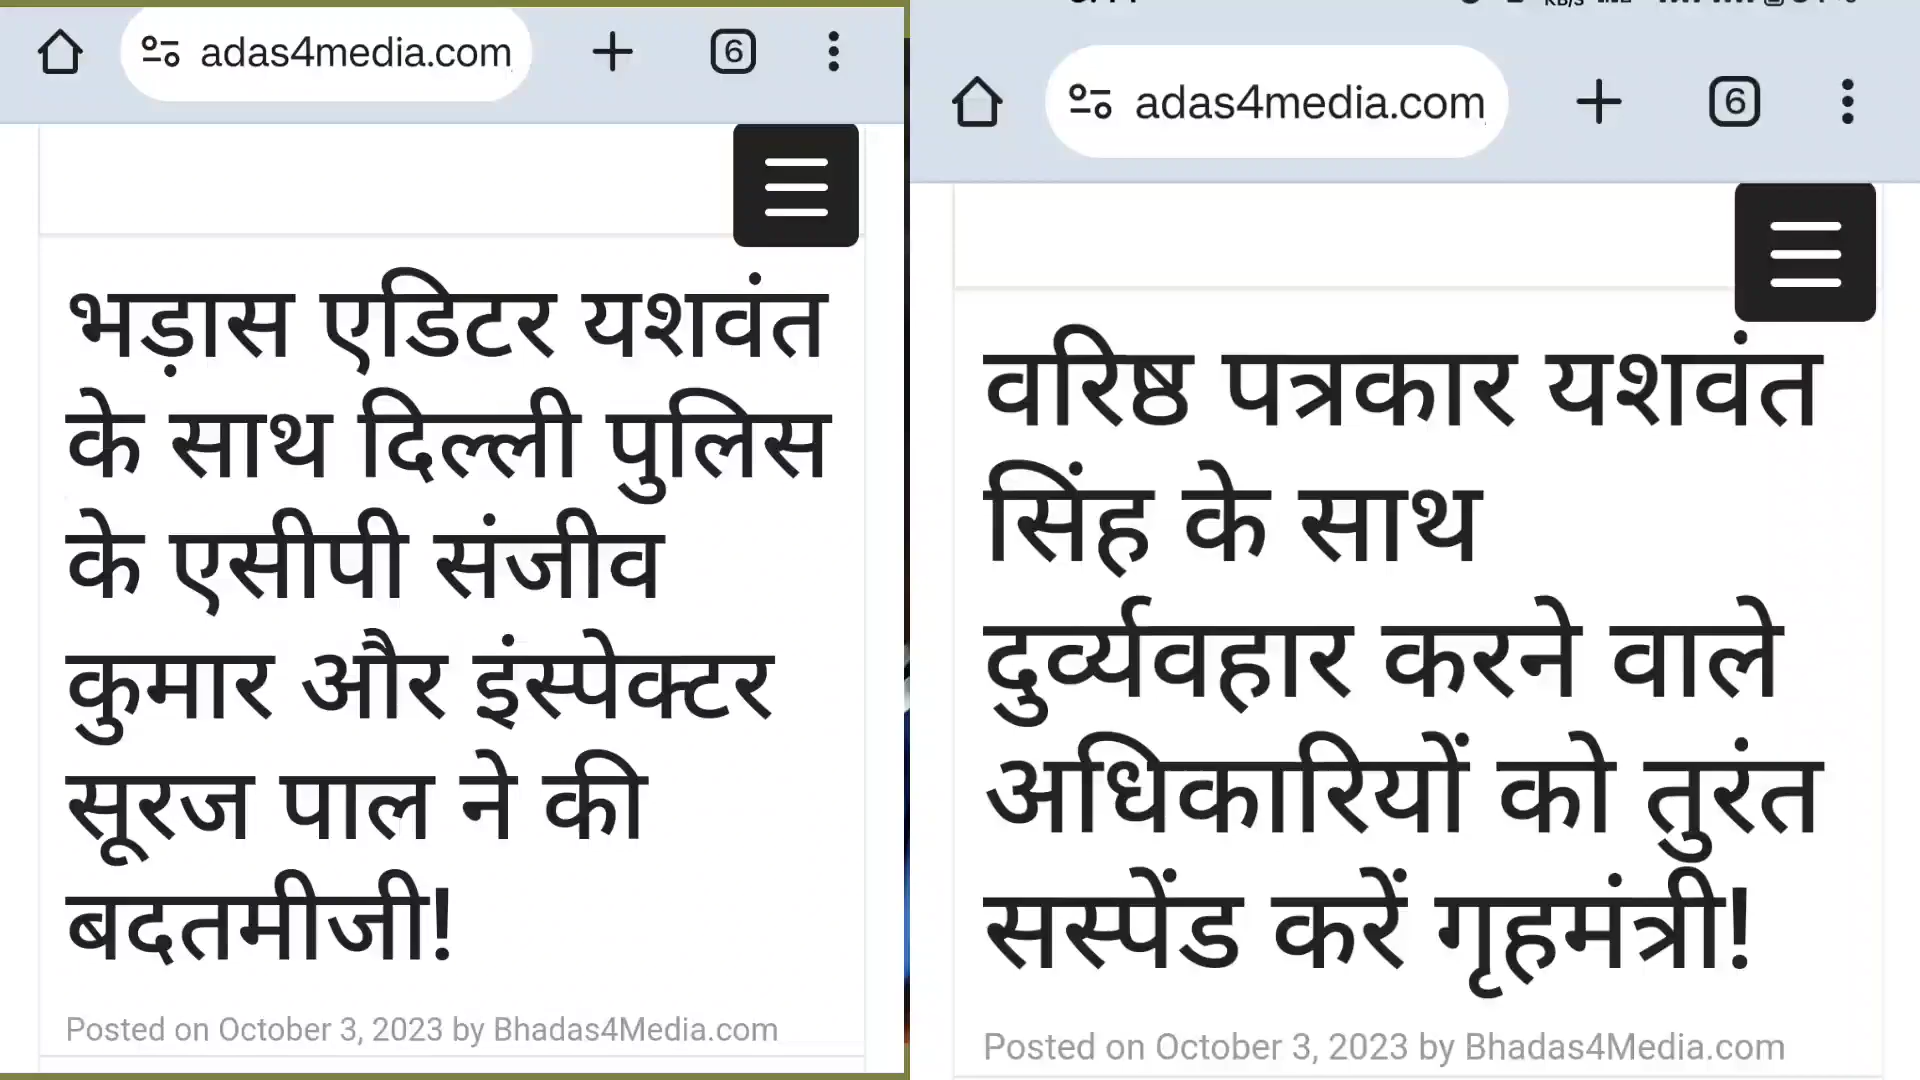 adas4media.com
6
भड़ास एडिटर यशवंत
के साथ दिल्ली पुलिस
के एसीपी संजीव
कुमार और इंस्पेक्टर
सूरज पाल ने की
बदतमीजी!
Posted on October 3, 2023 by Bhadas4Media.com
adas4media.com
6
वरिष्ठ पत्रकार यशवंत
सिंह के साथ
दुर्व्यवहार करने वाले
अधिकारियों को तुरंत
सस्पेंड करें गृहमंत्री!
Posted on October 3, 2023 by Bhadas4Media.com